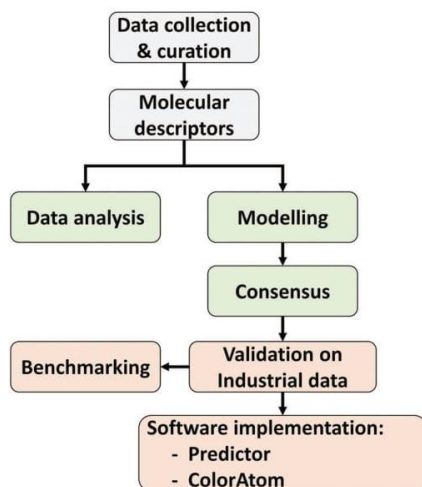 Data collection
& curation
Molecular
descriptors
Data analysis
Modelling
Consensus
Benchmarking
Validation on
Industrial data
Software implementation:
- Predictor
- ColorAtom